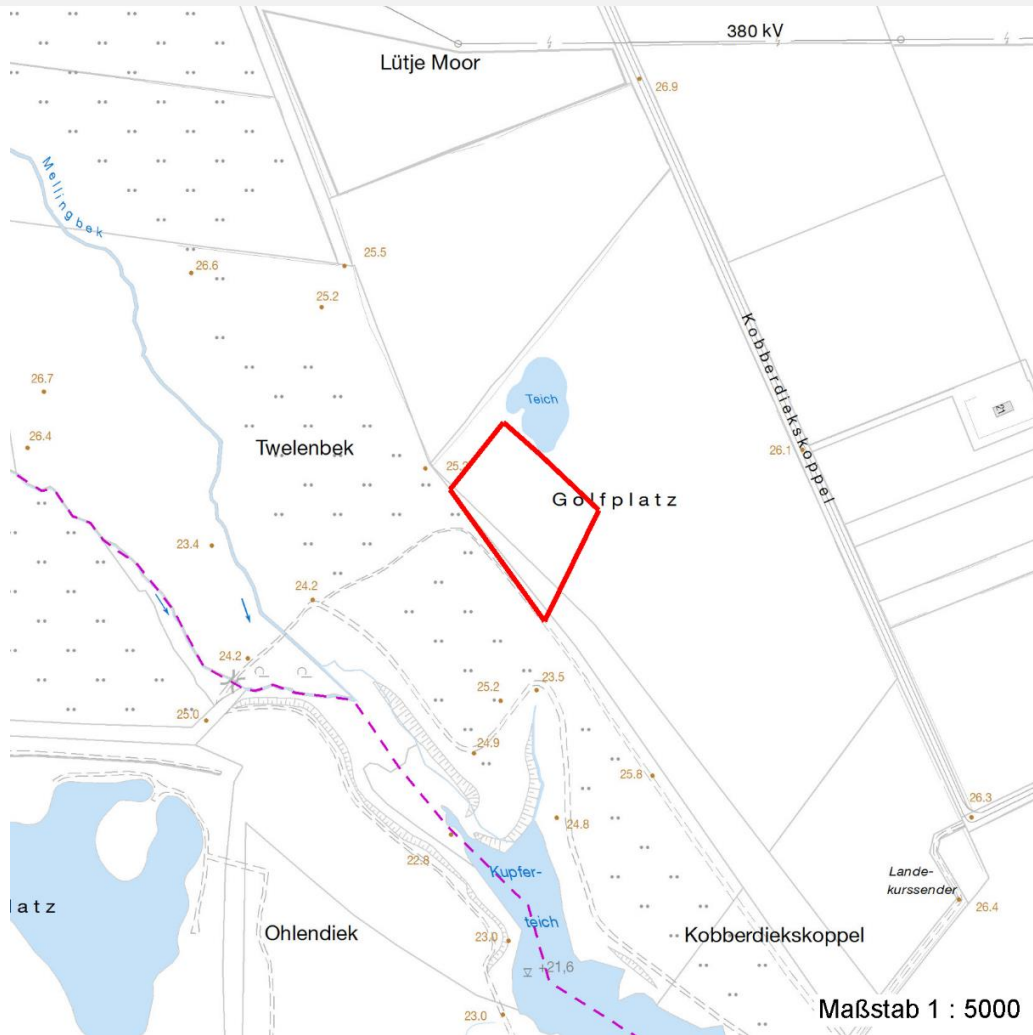 380 kV
Lütje Moor
26.9
Mellingbek
25.5
26.6
25.2
Kobberdiekskoppel
26.7
Teich
21
26.4
Twelenbek
26.1
Golfplatz
23.4
24.2
24.2
25.2
23.5
25.0
24.9
25.8
26.3
24.8
22.8
Kupfer-
teich
Lande-
kurssender
26.4
latz
Ohlendiek
23.0
Kobberdiekskoppel
+21,6
23.0
Maßstab 1 : 5000